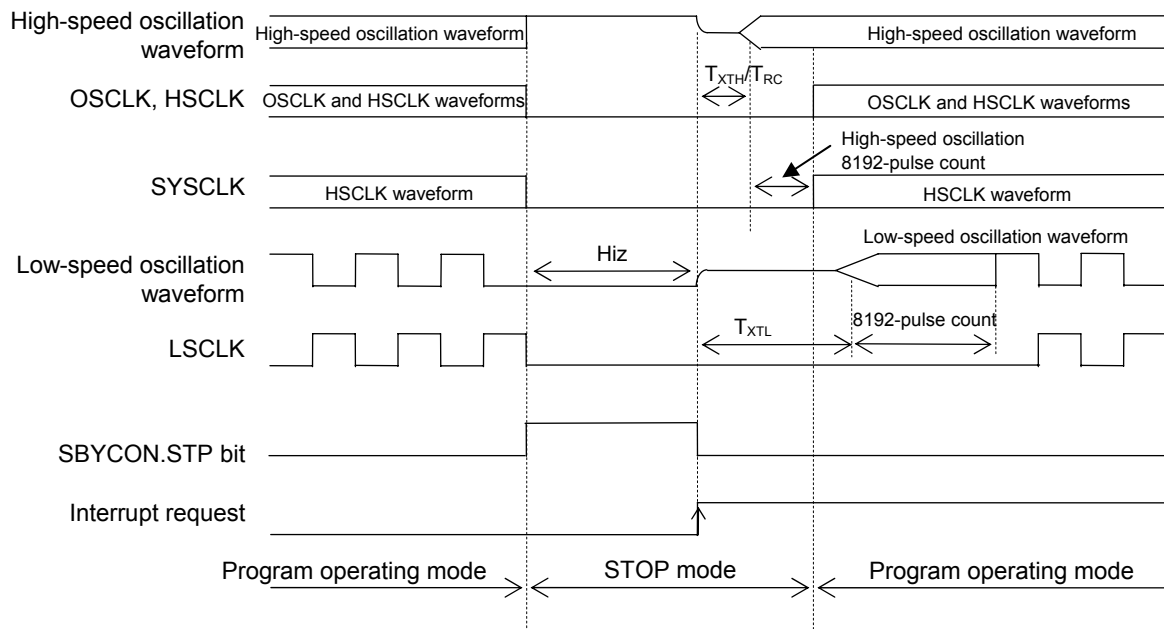 High-speed oscillation
waveform
High-speed oscillation waveform
High-speed oscillation waveform
TXTH/TRC
OSCLK, HSCLK
OSCLK and HSCLK waveforms
OSCLK and HSCLK waveforms
High-speed oscillation
8192-pulse count
SYSCLK
HSCLK waveform
HSCLK waveform
Low-speed oscillation waveform
Low-speed oscillation
waveform
Hiz
8192-pulse count
TXTL
LSCLK
SBYCON.STP bit
Interrupt request
Program operating mode
STOP mode
Program operating mode